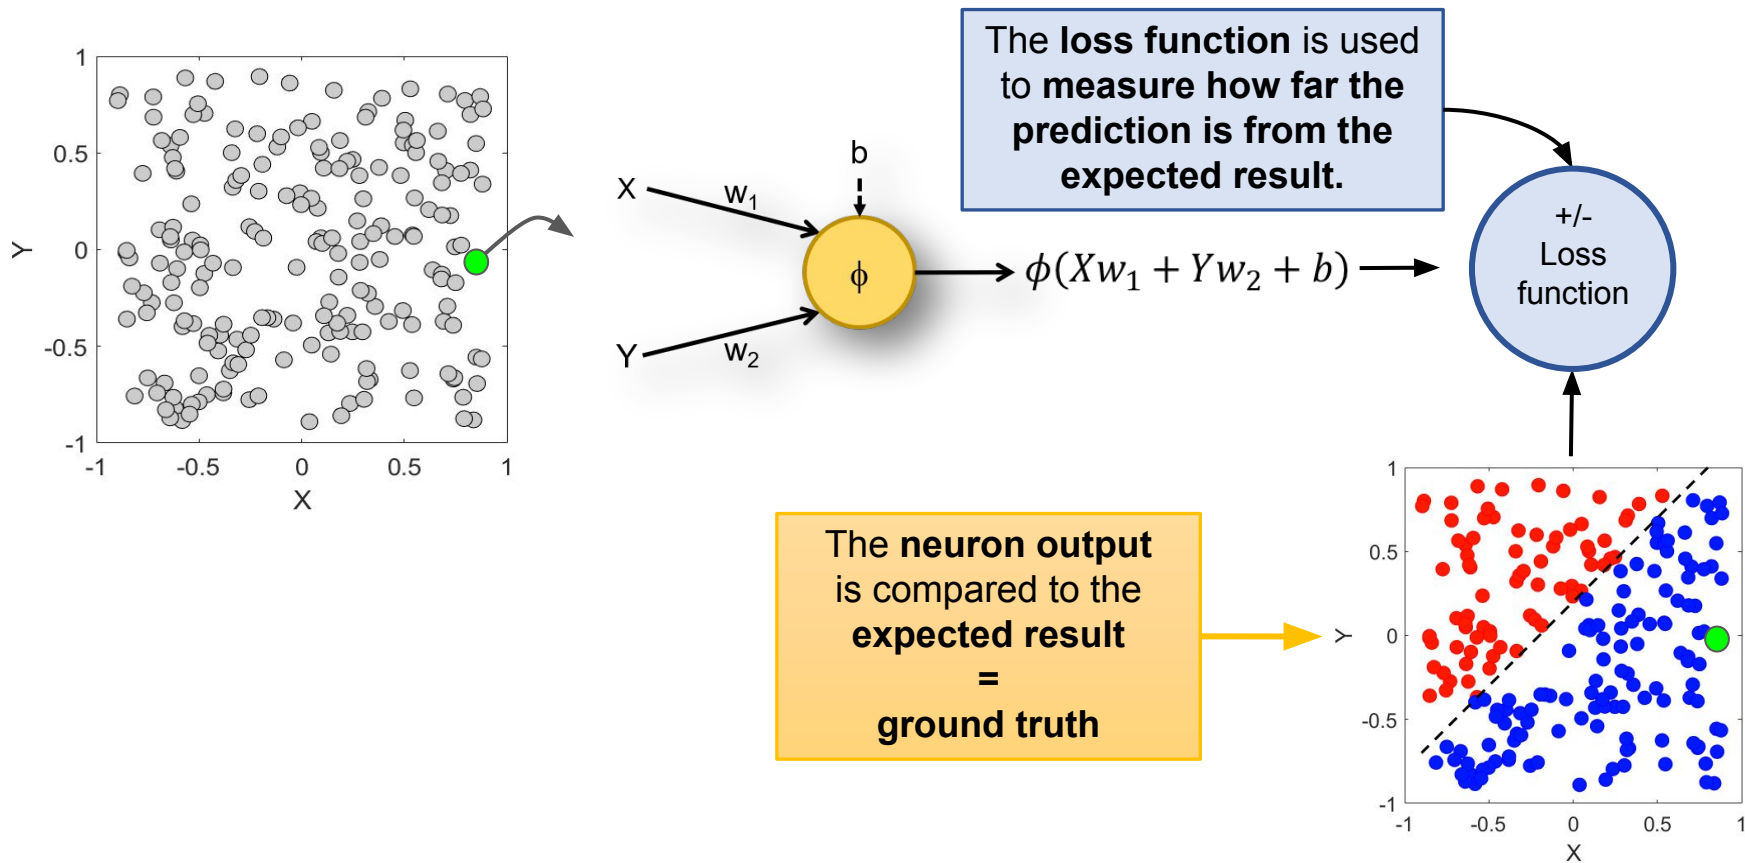 The loss function is used
to measure how far the
prediction is from the
expected result.
1
0.5
0
-0.5
-1
Y
-1
-0.5
0
0.5
1
X
b
X
w₁
ϕ
Y
w₂
ϕ(Xw₁ + Yw₂ + b)
+/-
Loss
function
The neuron output
is compared to the
expected result
=
ground truth
1
0.5
0
-0.5
-1
Y
-1
-0.5
0
0.5
1
X